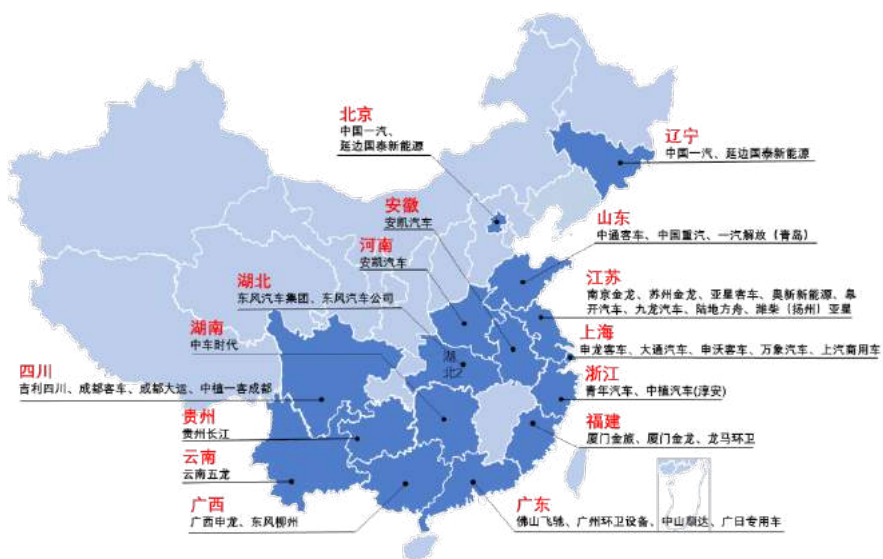 北京
中国一汽、
延边国泰新能源
辽宁
中国一汽、延边国泰新能源
安徽
安凯汽车
山东
中通客车、中国重汽、一汽解放（青岛）
河南
安凯汽车
湖北
东风汽车集团、东风汽车公司
江苏
南京金龙、苏州金龙、亚星客车、奥新新能源、皋
开汽车、九龙汽车、陆地方舟、潍柴（扬州）亚星
湖南
中车时代
上海
申龙客车、大通汽车、申沃客车、万象汽车、上汽商用车
湖
北2
四川
吉利四川、成都客车、成都大运、中植一客成都
浙江
青年汽车、中植汽车(淳安)
贵州
贵州长江
福建
厦门金旅、厦门金龙、龙马环卫
云南
云南五龙
广西
广西申龙、东风柳州
广东
佛山飞驰、广州环卫设备、中山顺达、广日专用车